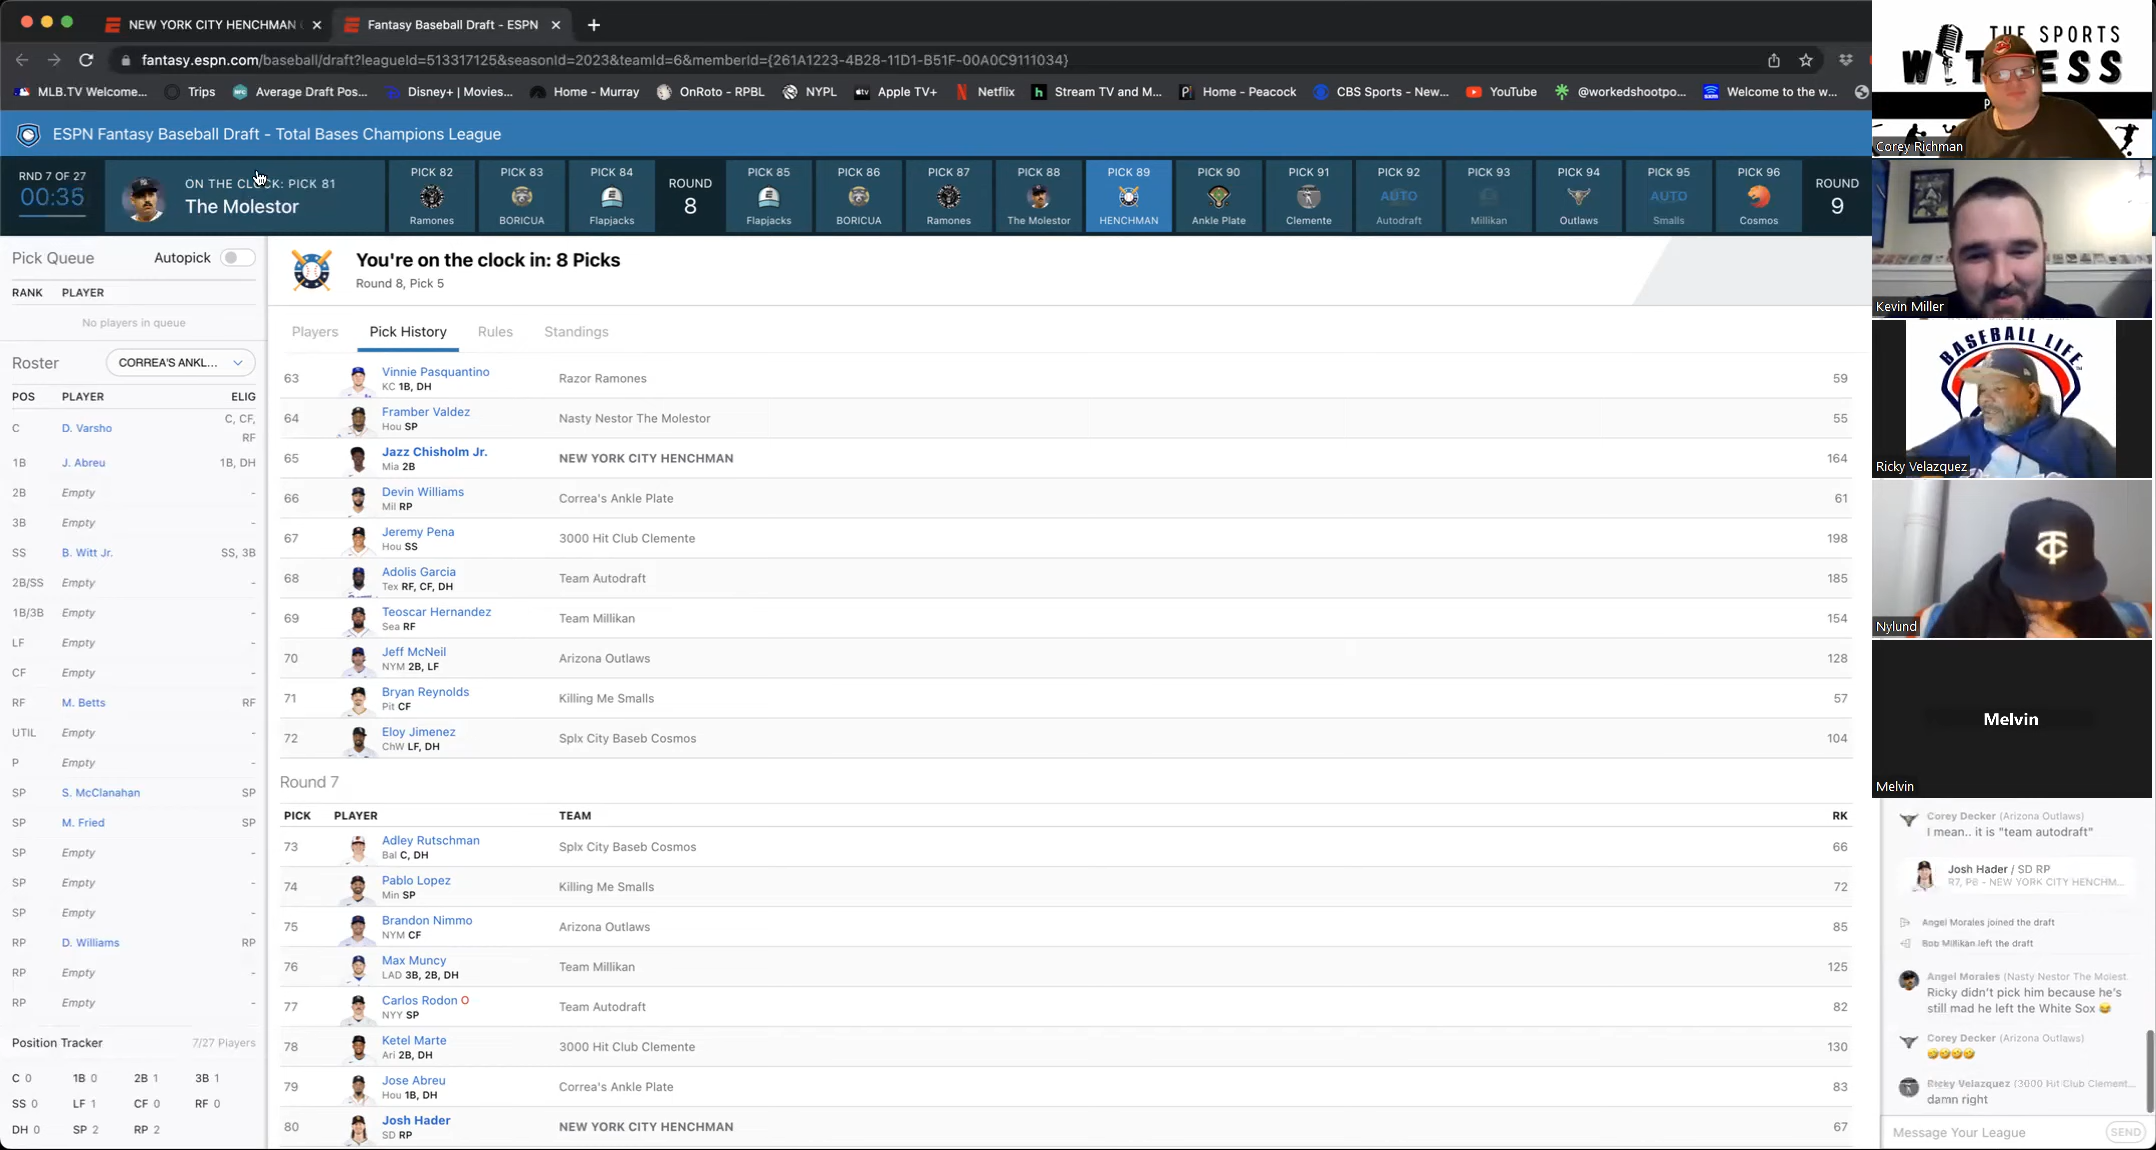 NEW YORK CITY HENCHMAN
Fantasy Baseball Draft - ESPN
fantasy.espn.com/baseball/draft?leagueId=513317125&seasonId=2023&teamId=6&memberId={261A1223-4B28-11D1-B51F-00A0C9111034}
MLB.TV Welcome... Trips Average Draft Pos... Disney+ | Movies... Home - Murray OnRoto - RPBL NYPL Apple TV+ Netflix Stream TV and M... Home - Peacock CBS Sports - New... YouTube @workedshootpo... Welcome to the w...
ESPN Fantasy Baseball Draft - Total Bases Champions League
RND 7 OF 27
00:35
ON THE CLOCK: PICK 81
The Molestor
PICK 82
Ramones
PICK 83
BORICUA
PICK 84
Flapjacks
ROUND
8
PICK 85
Flapjacks
PICK 86
BORICUA
PICK 87
Ramones
PICK 88
The Molestor
PICK 89
HENCHMAN
PICK 90
Ankle Plate
PICK 91
Clemente
PICK 92
AUTO
Autodraft
PICK 93
Millikan
PICK 94
Outlaws
PICK 95
AUTO
Smalls
PICK 96
Cosmos
ROUND
9
Pick Queue Autopick
RANK PLAYER
No players in queue
Roster CORREA'S ANKL...
POS PLAYER ELIG
C D. Varsho C, CF, RF
1B J. Abreu 1B, DH
2B Empty -
3B Empty -
SS B. Witt Jr. SS, 3B
2B/SS Empty -
1B/3B Empty -
LF Empty -
CF Empty -
RF M. Betts RF
UTIL Empty -
P Empty -
SP S. McClanahan SP
SP M. Fried SP
SP Empty -
SP Empty -
SP Empty -
RP D. Williams RP
RP Empty -
RP Empty -
Position Tracker 7/27 Players
C 0 1B 0 2B 1 3B 1
SS 0 LF 1 CF 0 RF 0
DH 0 SP 2 RP 2
You're on the clock in: 8 Picks
Round 8, Pick 5
Players Pick History Rules Standings
63 Vinnie Pasquantino Razor Ramones 59
KC 1B, DH
64 Framber Valdez Nasty Nestor The Molestor 55
Hou SP
65 Jazz Chisholm Jr. NEW YORK CITY HENCHMAN 164
Mia 2B
66 Devin Williams Correa's Ankle Plate 61
Mil RP
67 Jeremy Pena 3000 Hit Club Clemente 198
Hou SS
68 Adolis Garcia Team Autodraft 185
Tex RF, CF, DH
69 Teoscar Hernandez Team Millikan 154
Sea RF
70 Jeff McNeil Arizona Outlaws 128
NYM 2B, LF
71 Bryan Reynolds Killing Me Smalls 57
Pit CF
72 Eloy Jimenez Splx City Baseb Cosmos 104
ChW LF, DH
Round 7
PICK PLAYER TEAM RK
73 Adley Rutschman Splx City Baseb Cosmos 66
Bal C, DH
74 Pablo Lopez Killing Me Smalls 72
Min SP
75 Brandon Nimmo Arizona Outlaws 85
NYM CF
76 Max Muncy Team Millikan 125
LAD 3B, 2B, DH
77 Carlos Rodon O Team Autodraft 82
NYY SP
78 Ketel Marte 3000 Hit Club Clemente 130
Ari 2B, DH
79 Jose Abreu Correa's Ankle Plate 83
Hou 1B, DH
80 Josh Hader NEW YORK CITY HENCHMAN 67
SD RP
THE SPORTS
Corey Richman
Kevin Miller
BASEBALL LIFE
Ricky Velazquez
Nylund
Melvin
Melvin
Corey Decker (Arizona Outlaws)
I mean.. it is "team autodraft"
Josh Hader / SD RP
R7, P8 - NEW YORK CITY HENCHM...
Angel Morales joined the draft
Bob Millikan left the draft
Angel Morales (Nasty Nestor The Molest
Ricky didn't pick him because he's
still mad he left the White Sox 😂
Corey Decker (Arizona Outlaws)
🤣🤣🤣🤣
Ricky Velazquez (3000 Hit Club Clement...
damn right
Message Your League SEND